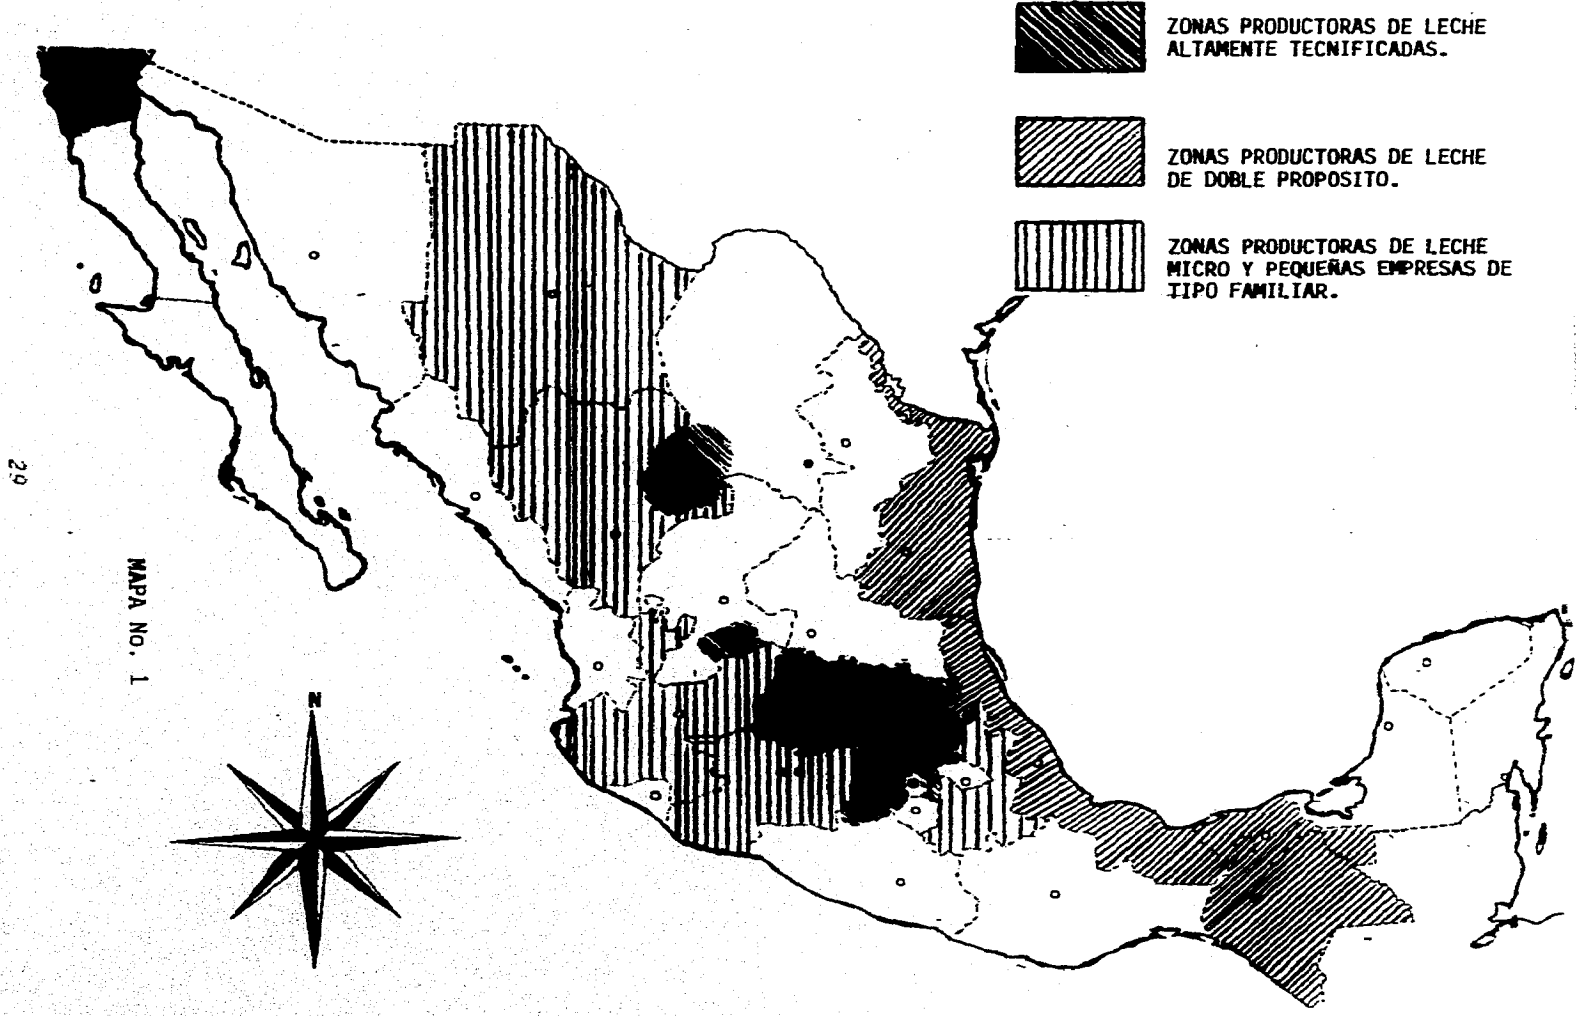 ZONAS PRODUCTORAS DE LECHE
ALTAMENTE TECNIFICADAS.
ZONAS PRODUCTORAS DE LECHE
DE DOBLE PROPOSITO.
ZONAS PRODUCTORAS DE LECHE
MICRO Y PEQUEÑAS EMPRESAS DE
TIPO FAMILIAR.
29
MAPA No. 1
N